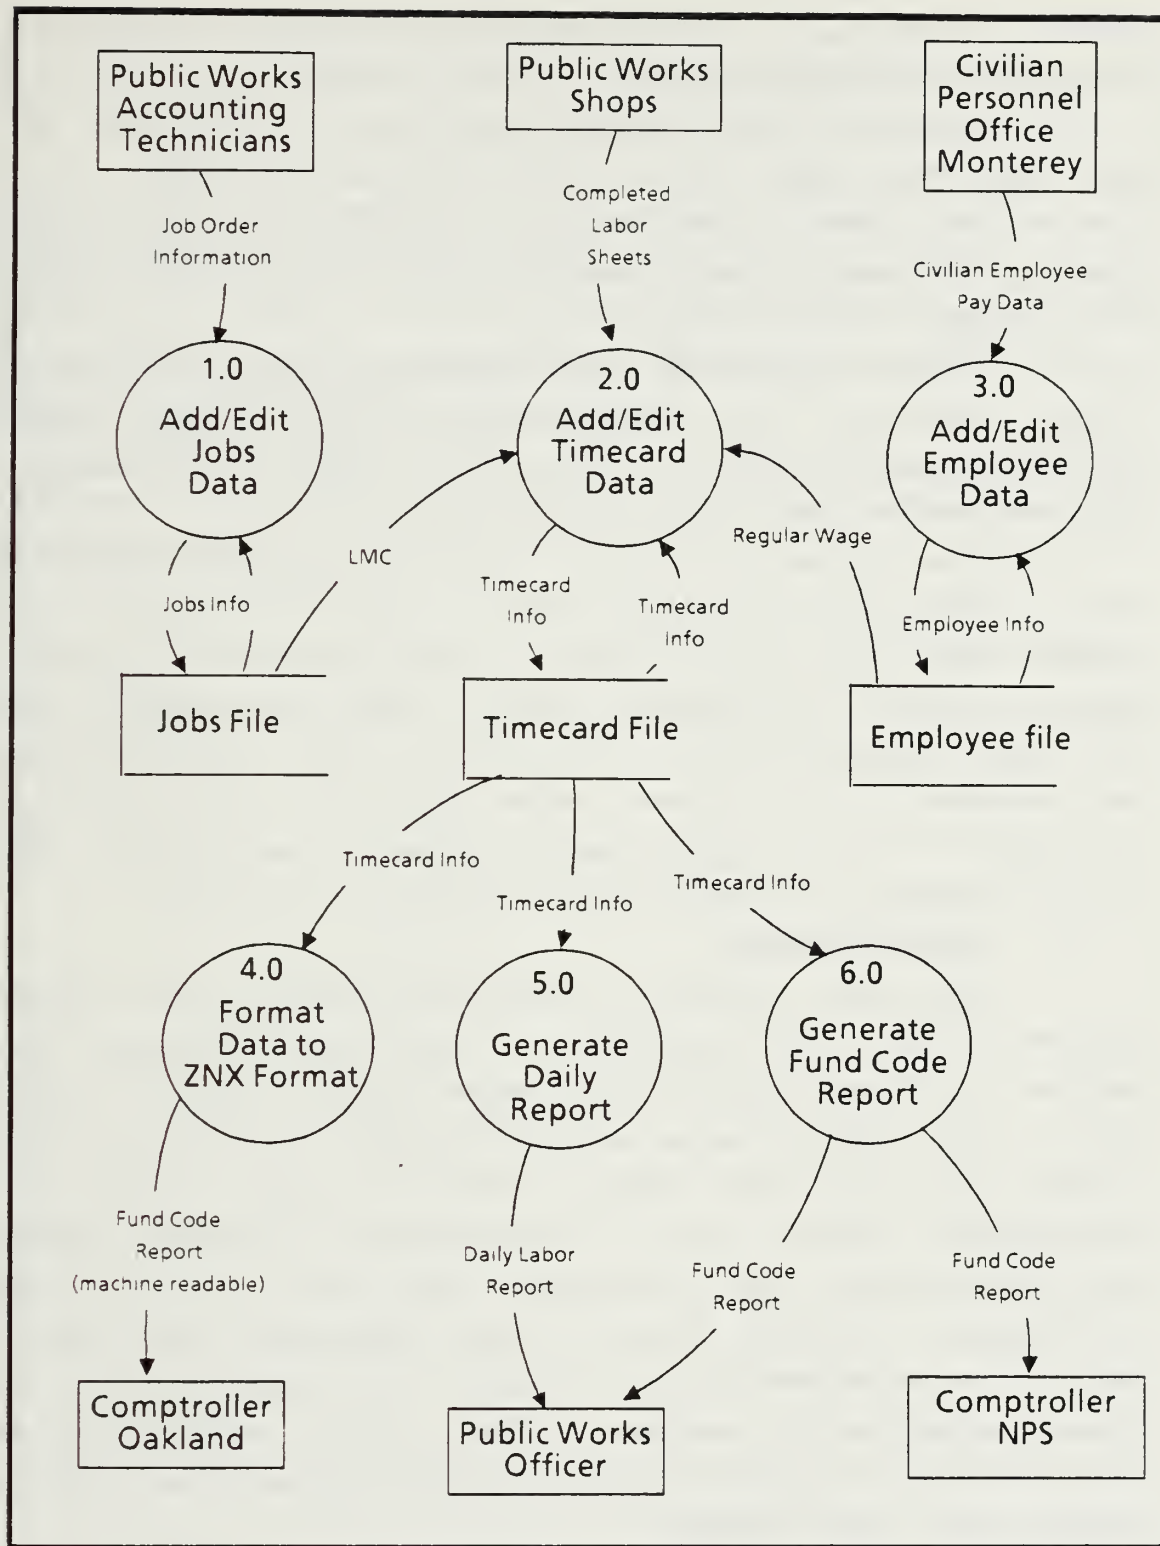 Public Works
Accounting
Technicians
Public Works
Shops
Civilian
Personnel
Office
Monterey
Job Order
Information
Completed
Labor
Sheets
Civilian Employee
Pay Data
1.0
Add/Edit
Jobs
Data
2.0
Add/Edit
Timecard
Data
3.0
Add/Edit
Employee
Data
LMC
Regular Wage
Jobs Info
Timecard
Info
Timecard
Info
Employee Info
Jobs File
Timecard File
Employee file
Timecard Info
Timecard Info
Timecard Info
4.0
Format
Data to
ZNX Format
5.0
Generate
Daily
Report
6.0
Generate
Fund Code
Report
Fund Code
Report
(machine readable)
Daily Labor
Report
Fund Code
Report
Fund Code
Report
Comptroller
Oakland
Public Works
Officer
Comptroller
NPS